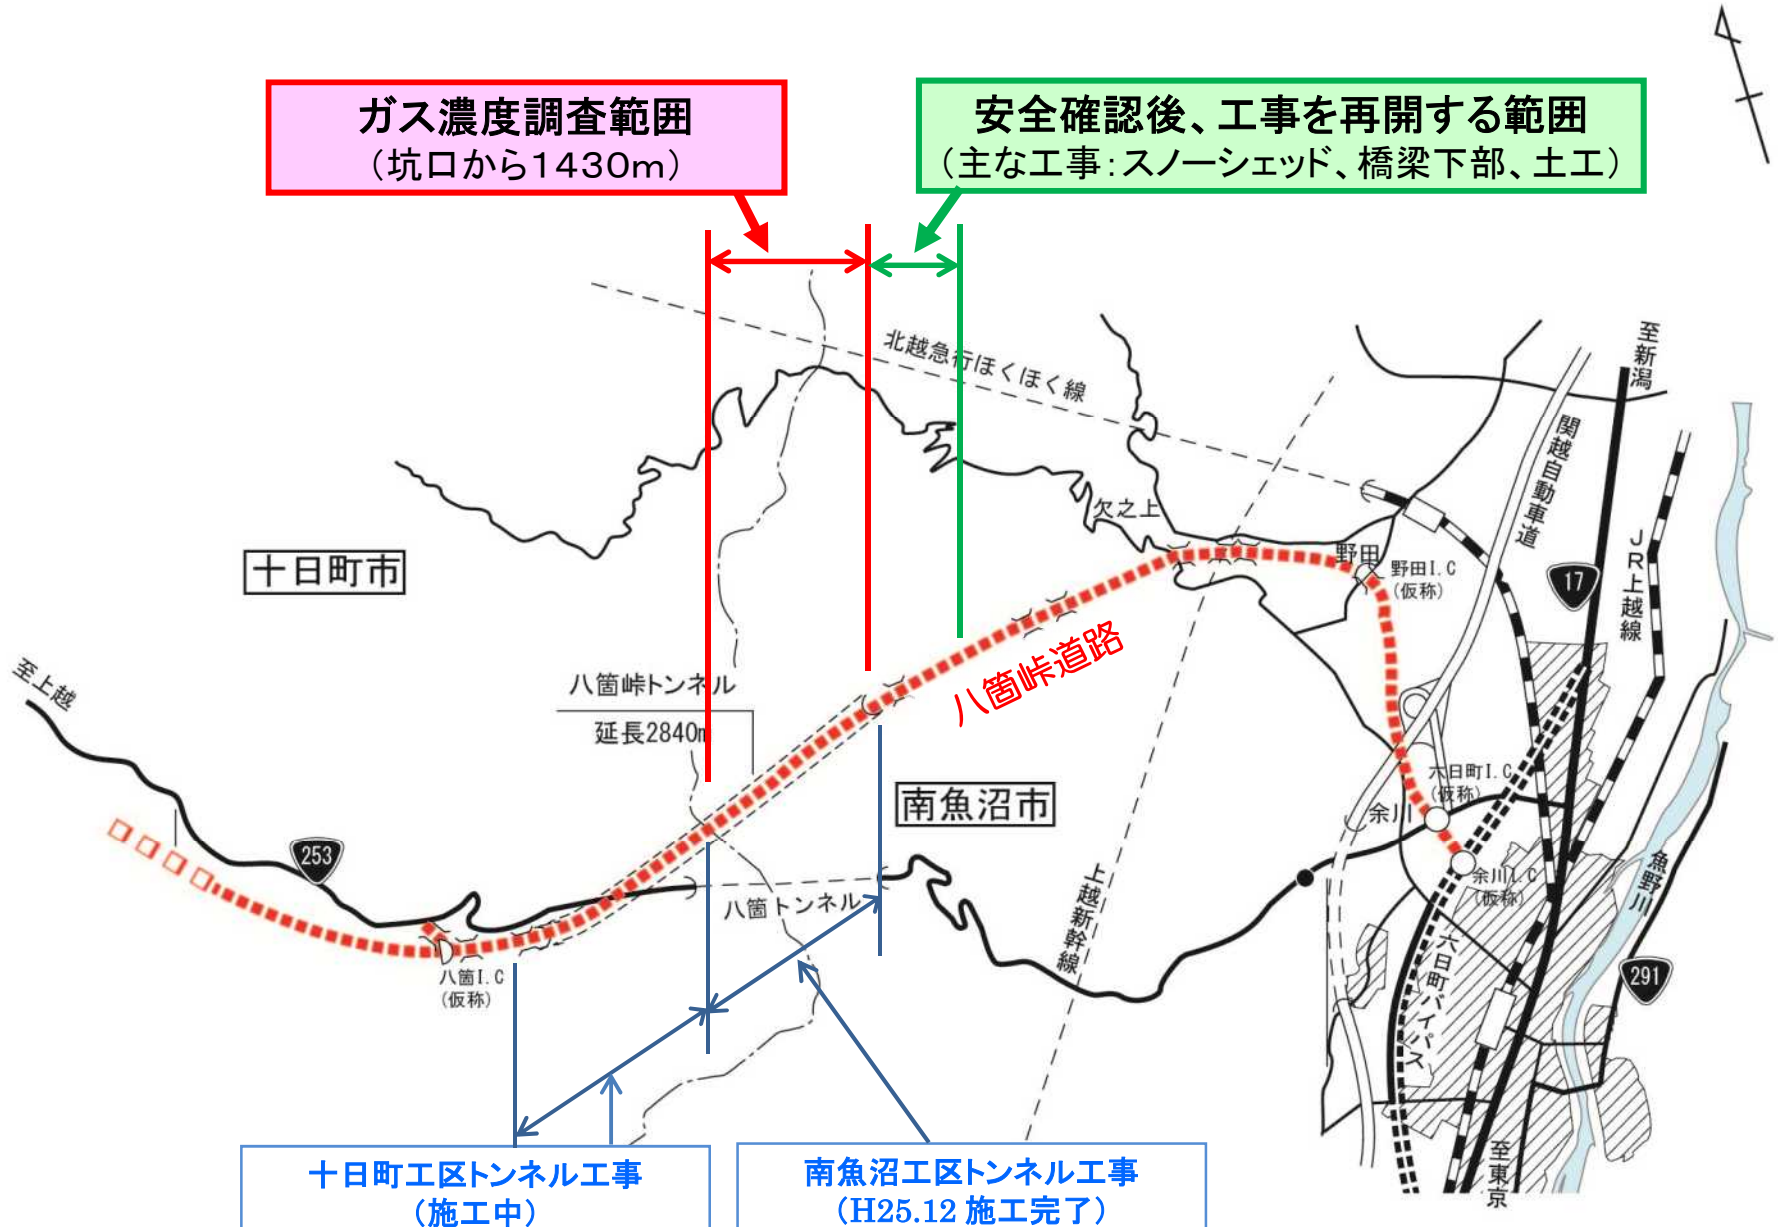 ガス濃度調査範囲
(坑口から1430m)
安全確認後、工事を再開する範囲
(主な工事:スノーシェッド、橋梁下部、土工)
北越急行ほくほく線
至新潟
関越自動車道
JR上越線
17
欠之上
野田
野田I.C
(仮称)
十日町市
八箇峠道路
至上越
八箇峠トンネル
延長2840m
南魚沼市
六日町I.C
(仮称)
余川
余川I.C
(仮称)
魚野川
253
八箇トンネル
上越新幹線
八箇I.C
(仮称)
六日町バイパス
291
至東京
十日町工区トンネル工事
(施工中)
南魚沼工区トンネル工事
(H25.12 施工完了)